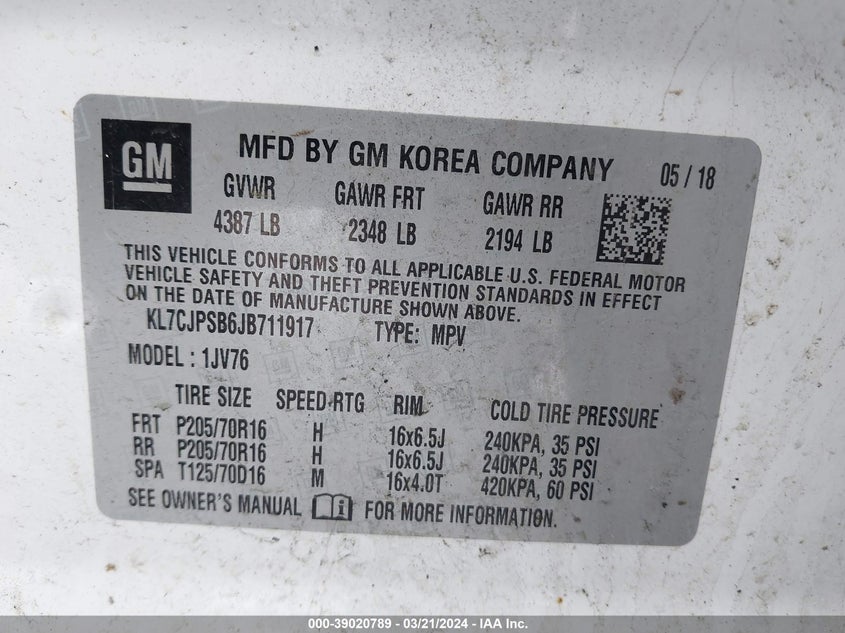 GM MFD BY GM KOREA COMPANY 05 / 18
GVWR GAWR FRT GAWR RR
4387 LB 2348 LB 2194 LB
THIS VEHICLE CONFORMS TO ALL APPLICABLE U.S. FEDERAL MOTOR
VEHICLE SAFETY AND THEFT PREVENTION STANDARDS IN EFFECT
ON THE DATE OF MANUFACTURE SHOWN ABOVE.
KL7CJPSB6JB711917 TYPE: MPV
MODEL : 1JV76
TIRE SIZE SPEED RTG RIM COLD TIRE PRESSURE
FRT P205/70R16 H 16x6.5J 240KPA, 35 PSI
RR P205/70R16 H 16x6.5J 240KPA, 35 PSI
SPA T125/70D16 M 16x4.0T 420KPA, 60 PSI
SEE OWNER'S MANUAL FOR MORE INFORMATION.
000-39020789 - 03/21/2024 - IAA Inc.